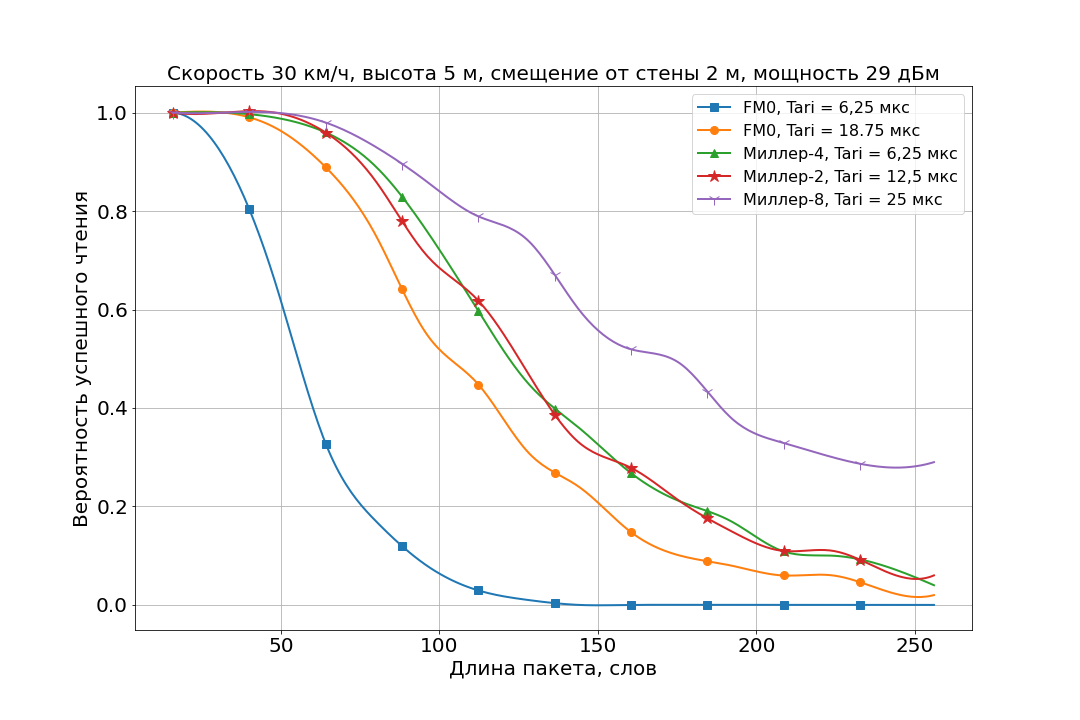 Скорость 30 км/ч, высота 5 м, смещение от стены 2 м, мощность 29 дБм
FM0, Tari = 6,25 мкс
FM0, Tari = 18.75 мкс
Миллер-4, Tari = 6,25 мкс
Миллер-2, Tari = 12,5 мкс
Миллер-8, Tari = 25 мкс
Вероятность успешного чтения
1.0
0.8
0.6
0.4
0.2
0.0
50
100
150
200
250
Длина пакета, слов